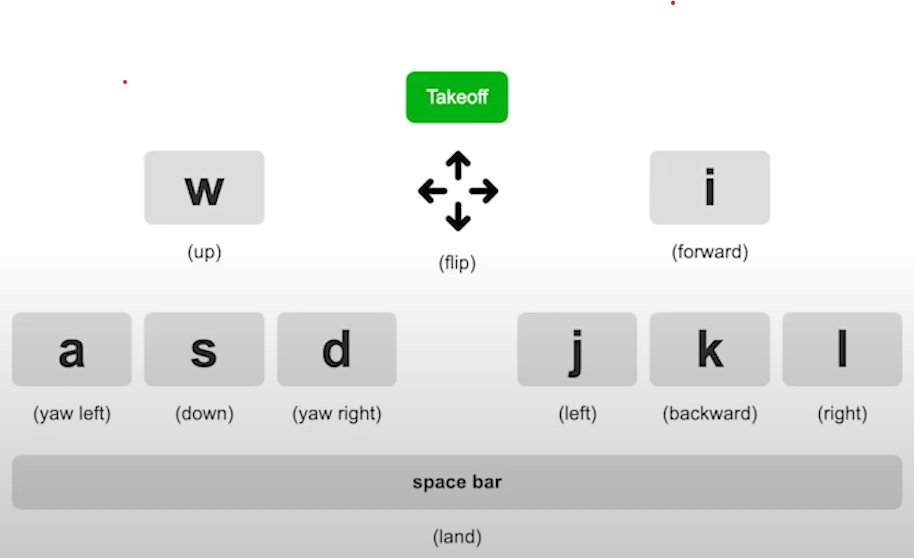 Takeoff
w
i
(up)
(flip)
(forward)
a
s
d
j
k
l
(yaw left)
(down)
(yaw right)
(left)
(backward)
(right)
space bar
(land)